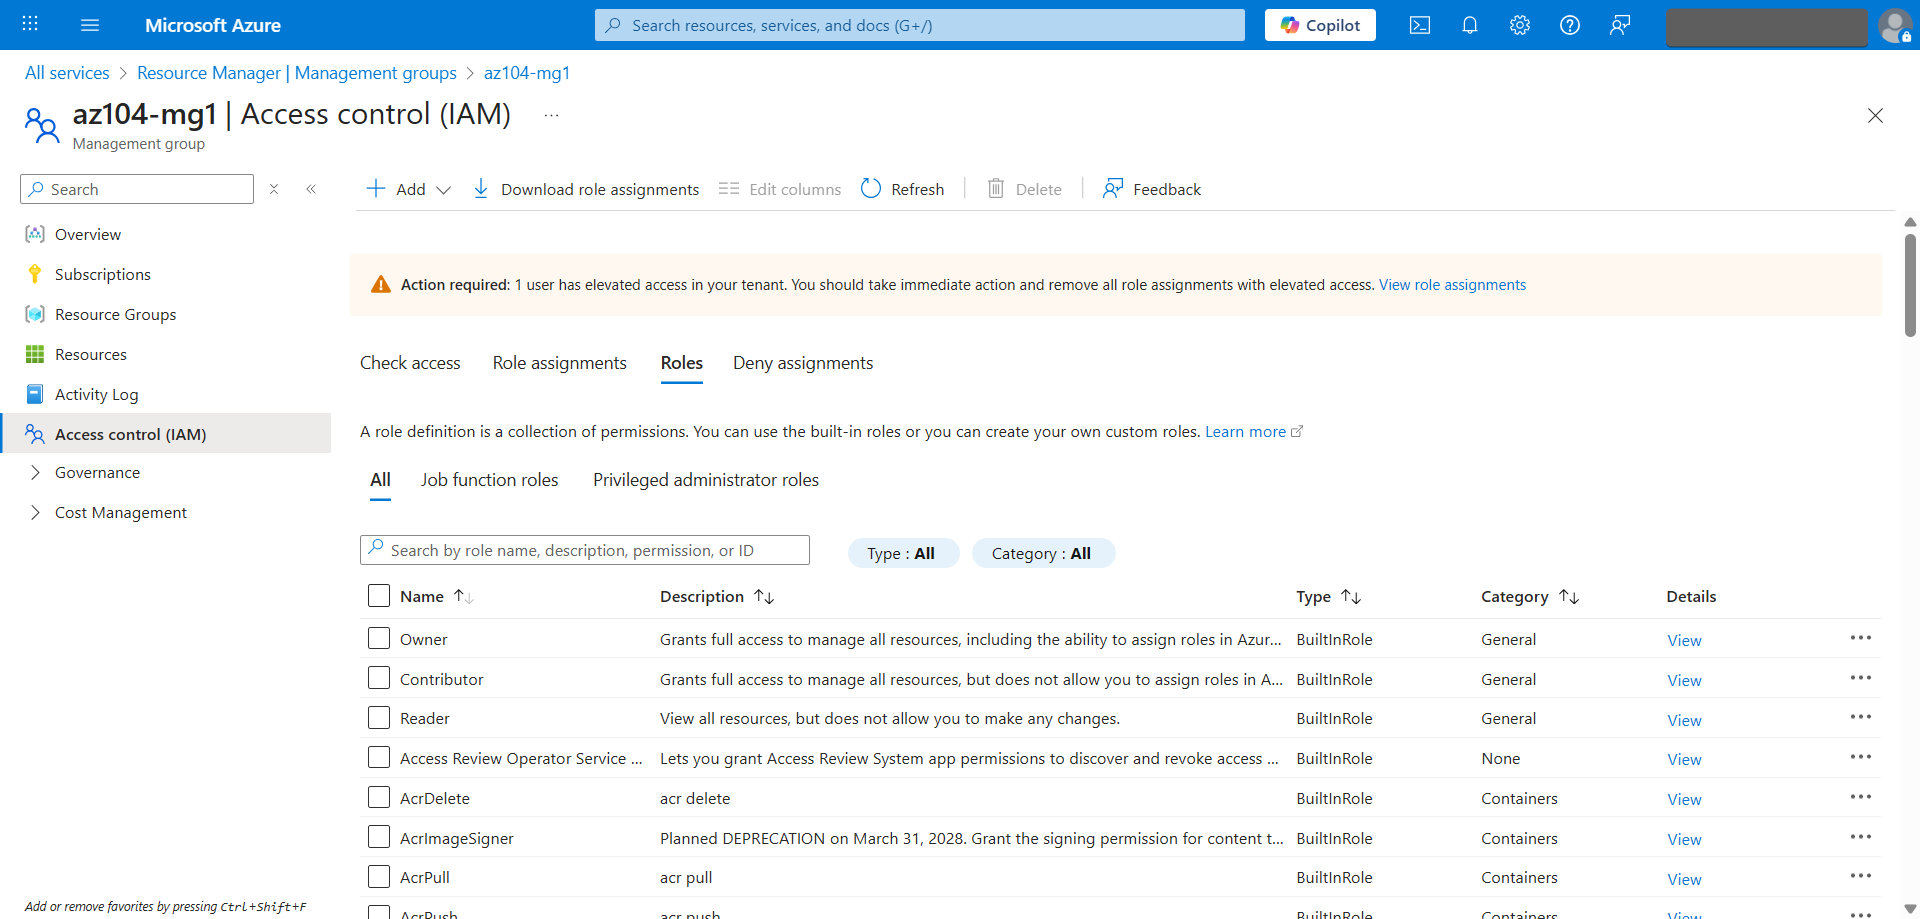 Microsoft Azure
Search resources, services, and docs (G+/)
Copilot
All services > Resource Manager | Management groups > az104-mg1
az104-mg1 | Access control (IAM) ...
Management group
Search
Add
Download role assignments
Edit columns
Refresh
Delete
Feedback
Overview
Subscriptions
Resource Groups
Resources
Activity Log
Access control (IAM)
Governance
Cost Management
Add or remove favorites by pressing Ctrl+Shift+F
Action required: 1 user has elevated access in your tenant. You should take immediate action and remove all role assignments with elevated access. View role assignments
Check access Role assignments Roles Deny assignments
A role definition is a collection of permissions. You can use the built-in roles or you can create your own custom roles. Learn more
All Job function roles Privileged administrator roles
Search by role name, description, permission, or ID
Type : All
Category : All
Name Description Type Category Details
Owner Grants full access to manage all resources, including the ability to assign roles in Azur... BuiltInRole General View ...
Contributor Grants full access to manage all resources, but does not allow you to assign roles in A... BuiltInRole General View ...
Reader View all resources, but does not allow you to make any changes. BuiltInRole General View ...
Access Review Operator Service ... Lets you grant Access Review System app permissions to discover and revoke access ... BuiltInRole None View ...
AcrDelete acr delete BuiltInRole Containers View ...
AcrImageSigner Planned DEPRECATION on March 31, 2028. Grant the signing permission for content t... BuiltInRole Containers View ...
AcrPull acr pull BuiltInRole Containers View ...
AcrPush acr push BuiltInRole Containers View ...